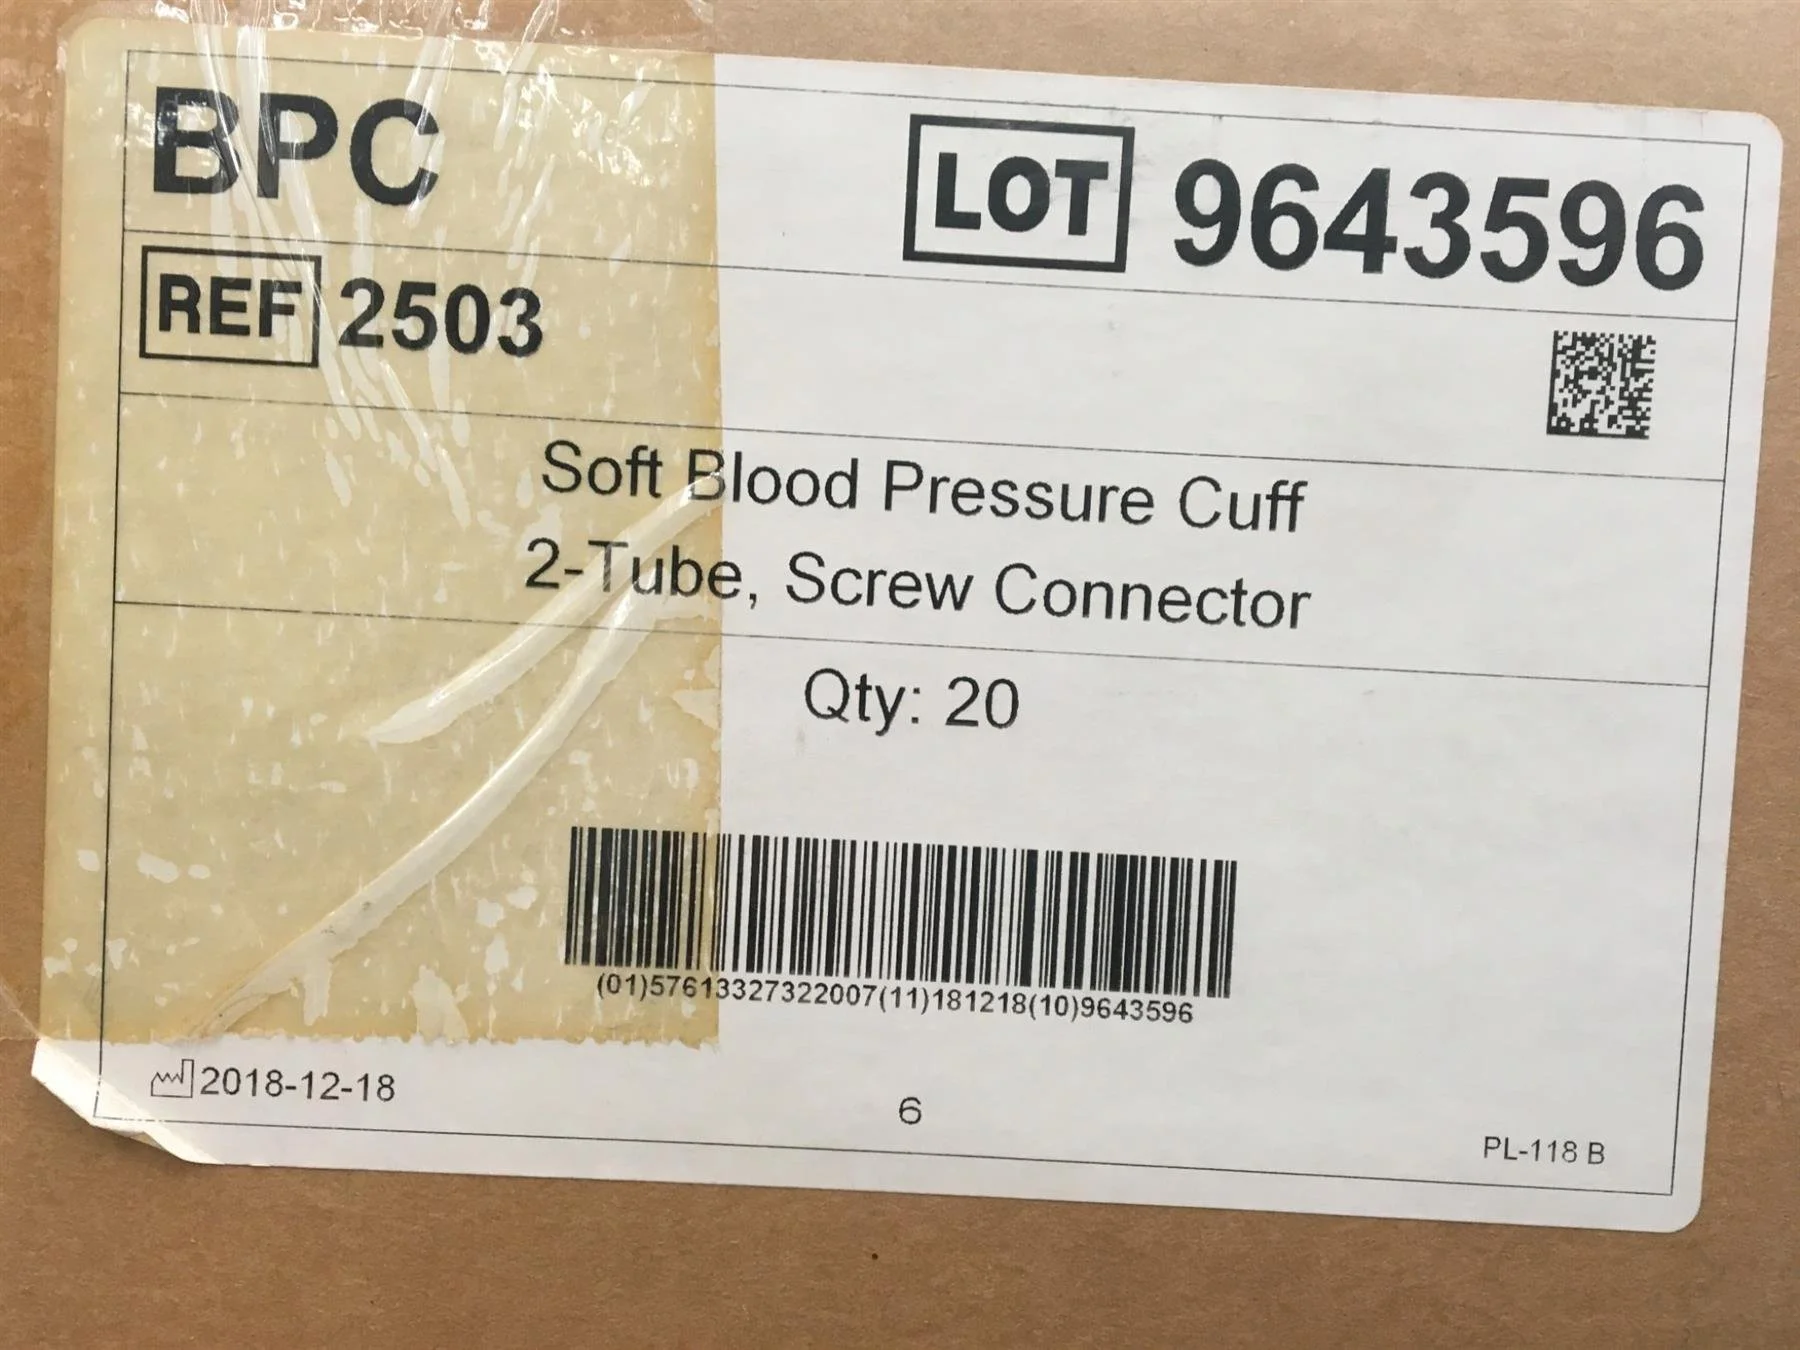 BPC
LOT 9643596
REF 2503
Soft Blood Pressure Cuff
2-Tube, Screw Connector
Qty: 20
(01)57613327322007(11)181218(10)9643596
2018-12-18
6
PL-118 B